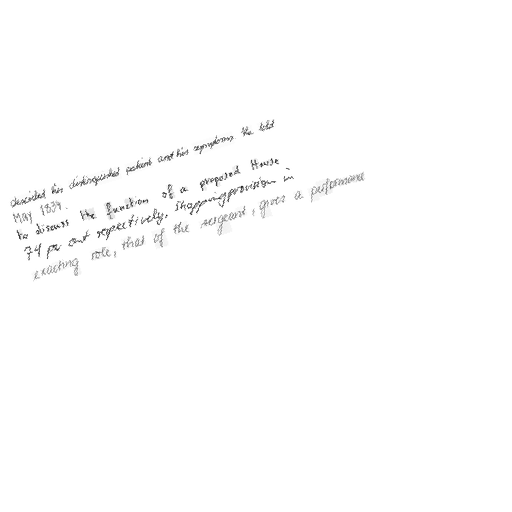 described his distinguished patient and his symptoms. He told
May 1839.
to discuss the function of a proposed House
74 per cent respectively. Shopping provision in
exacting role, that of the sergeant, gives a performance